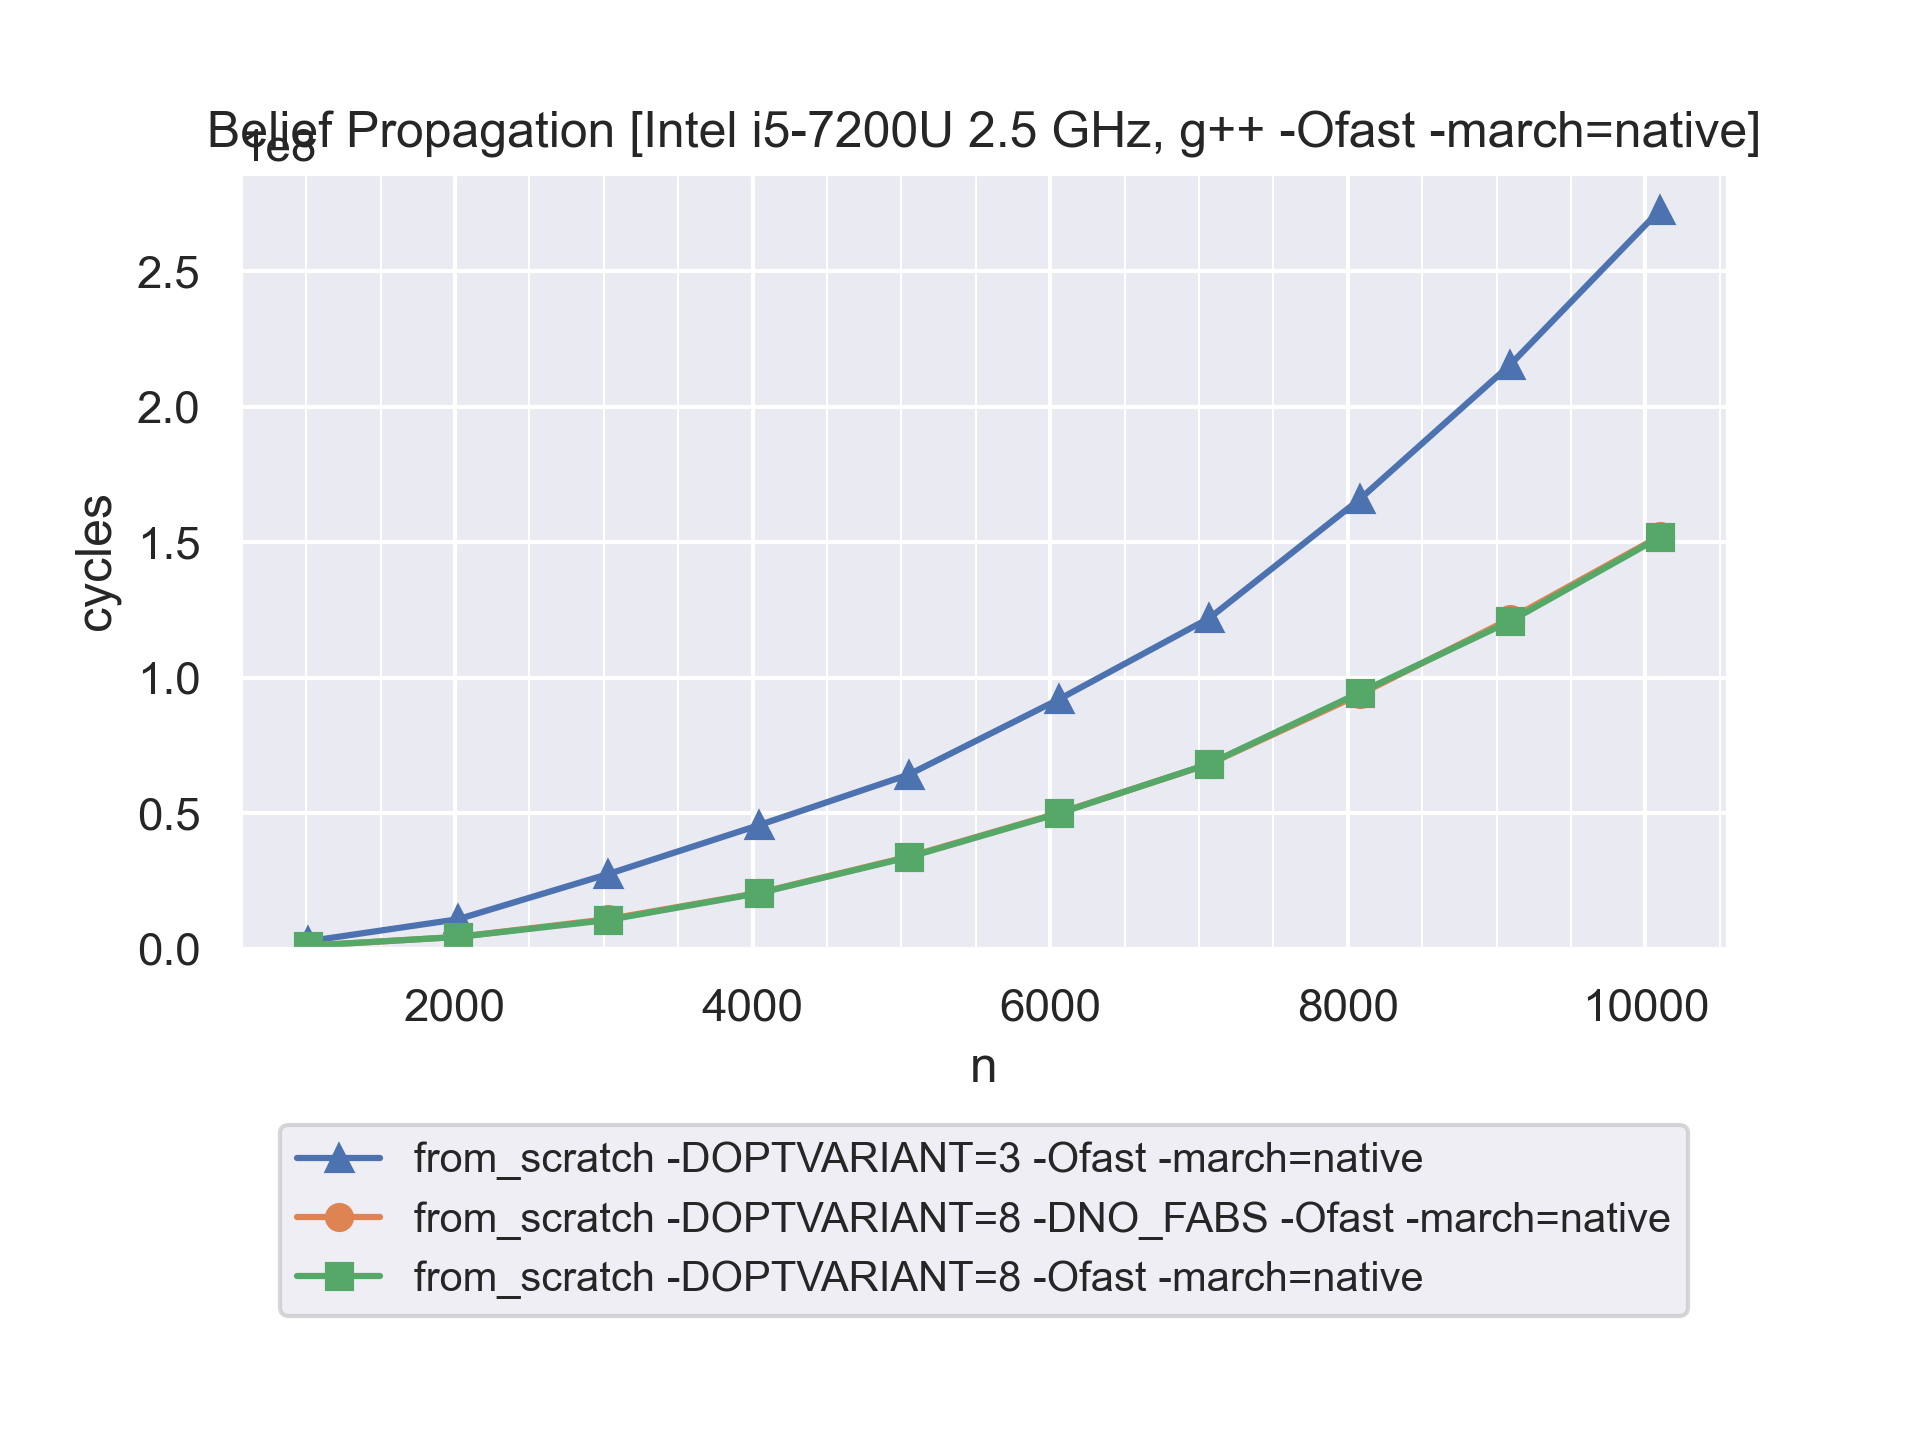 Belief Propagation [Intel i5-7200U 2.5 GHz, g++ -Ofast -march=native]
1e8
2.5
2.0
1.5
1.0
0.5
0.0
cycles
2000 4000 6000 8000 10000
n
from_scratch -DOPTVARIANT=3 -Ofast -march=native
from_scratch -DOPTVARIANT=8 -DNO_FABS -Ofast -march=native
from_scratch -DOPTVARIANT=8 -Ofast -march=native